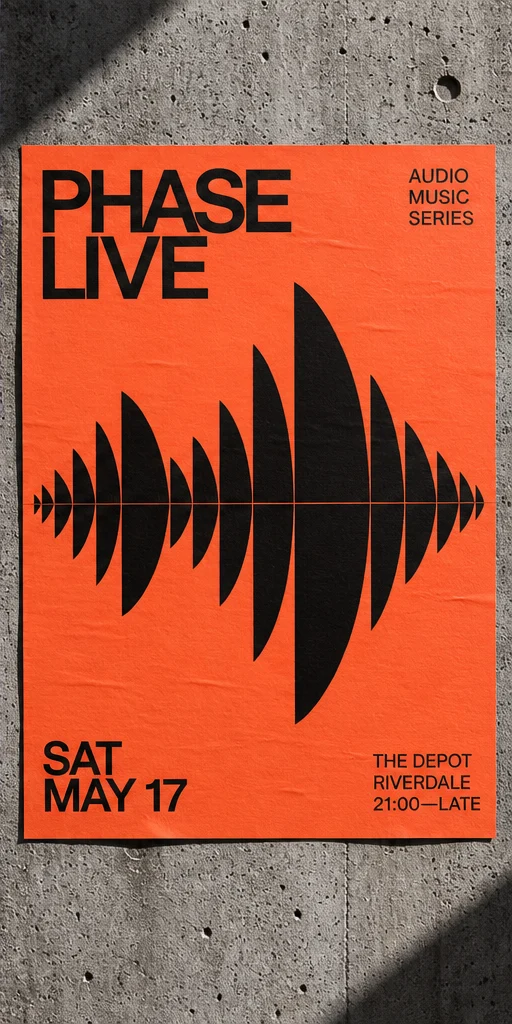 PHASE
LIVE
AUDIO
MUSIC
SERIES
SAT
MAY 17
THE DEPOT
RIVERDALE
21:00—LATE